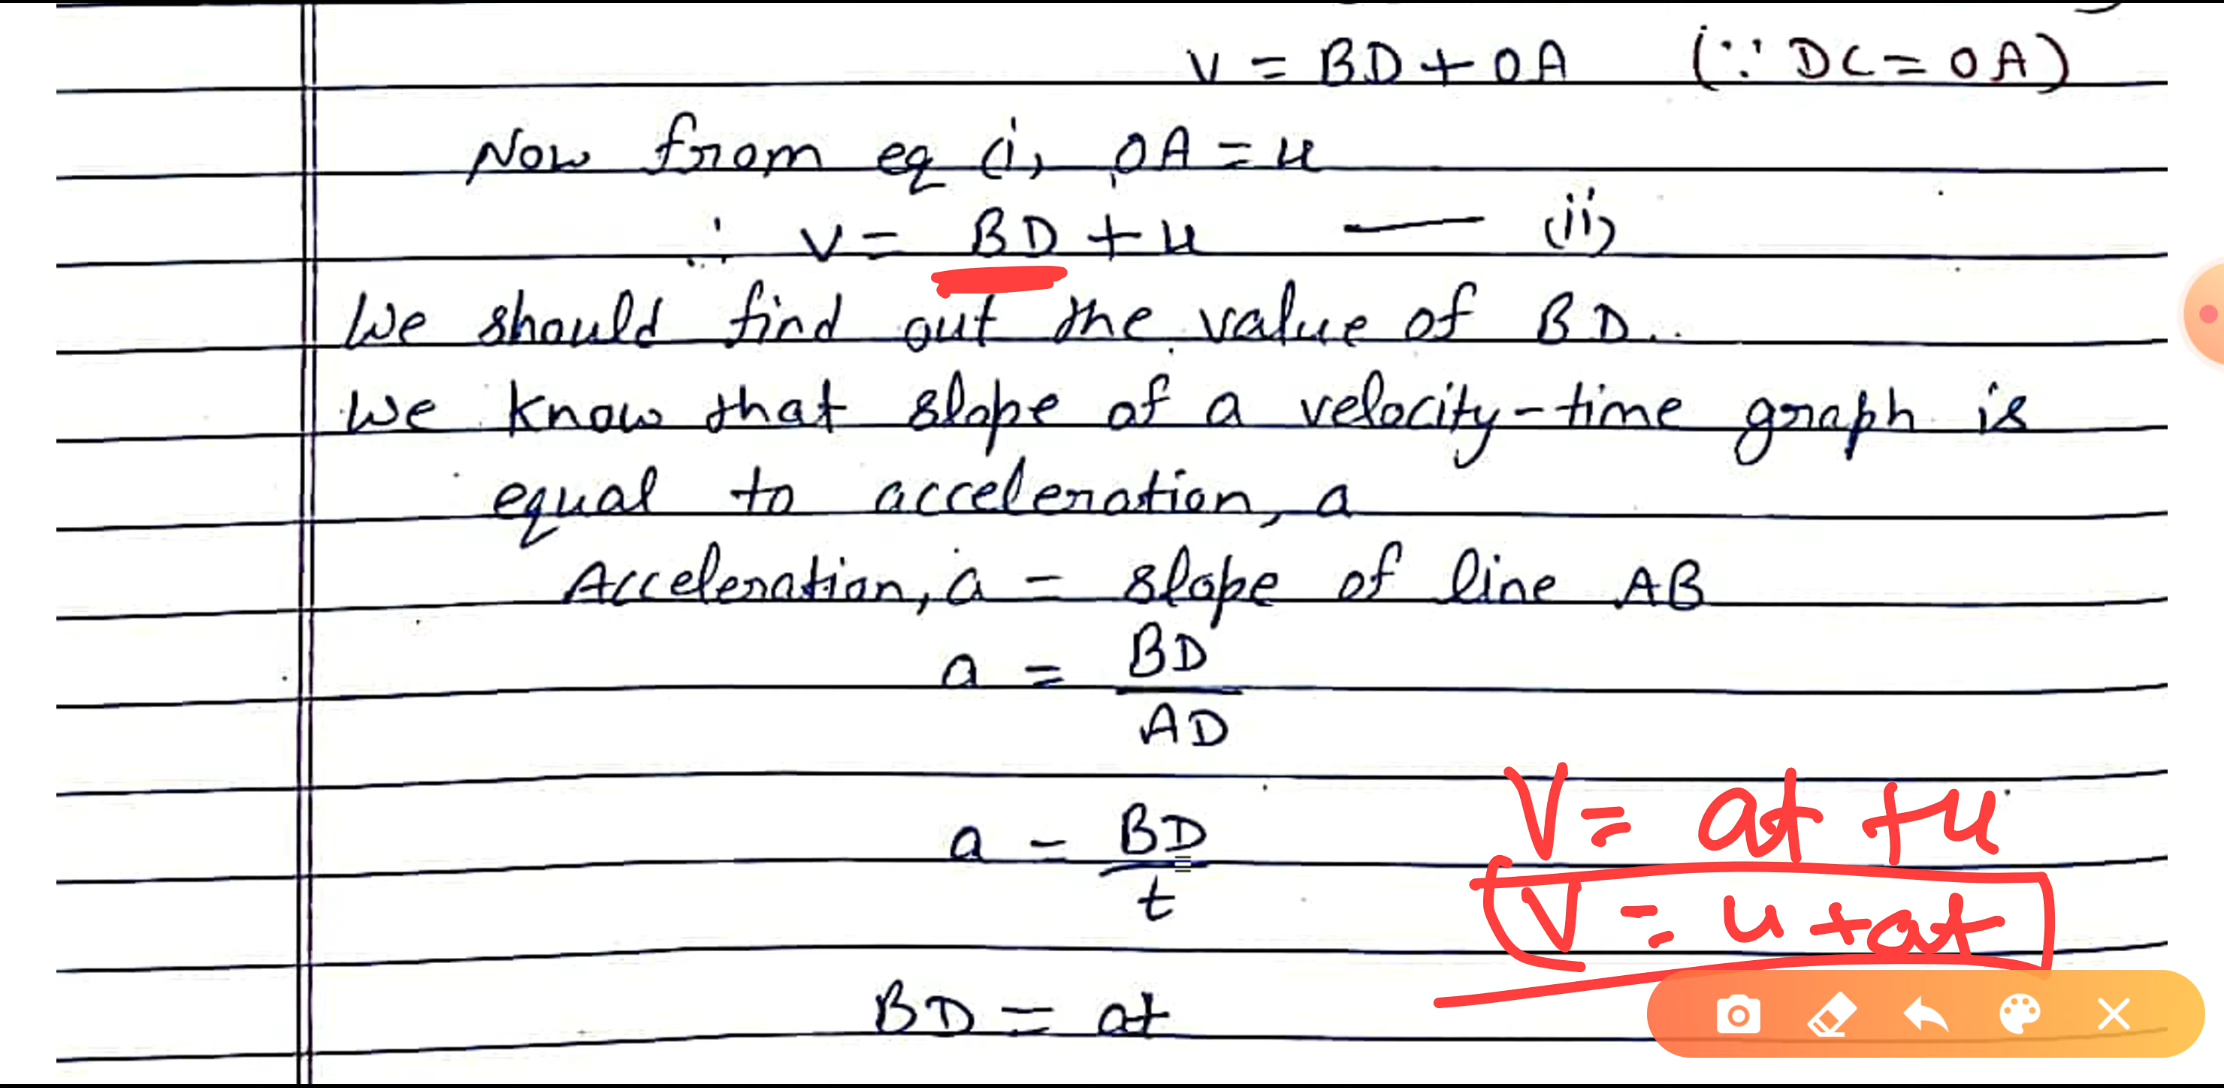 V = BD + OA (∵ DC = OA)
Now from eq (i), OA = u
∴ V = BD + u — (ii)
We should find out the value of BD.
We know that slope of a velocity-time graph is
equal to acceleration, a
Acceleration, a = slope of line AB
a = BD
AD
a = BD
t
V = at + u
V = u + at
BD = at